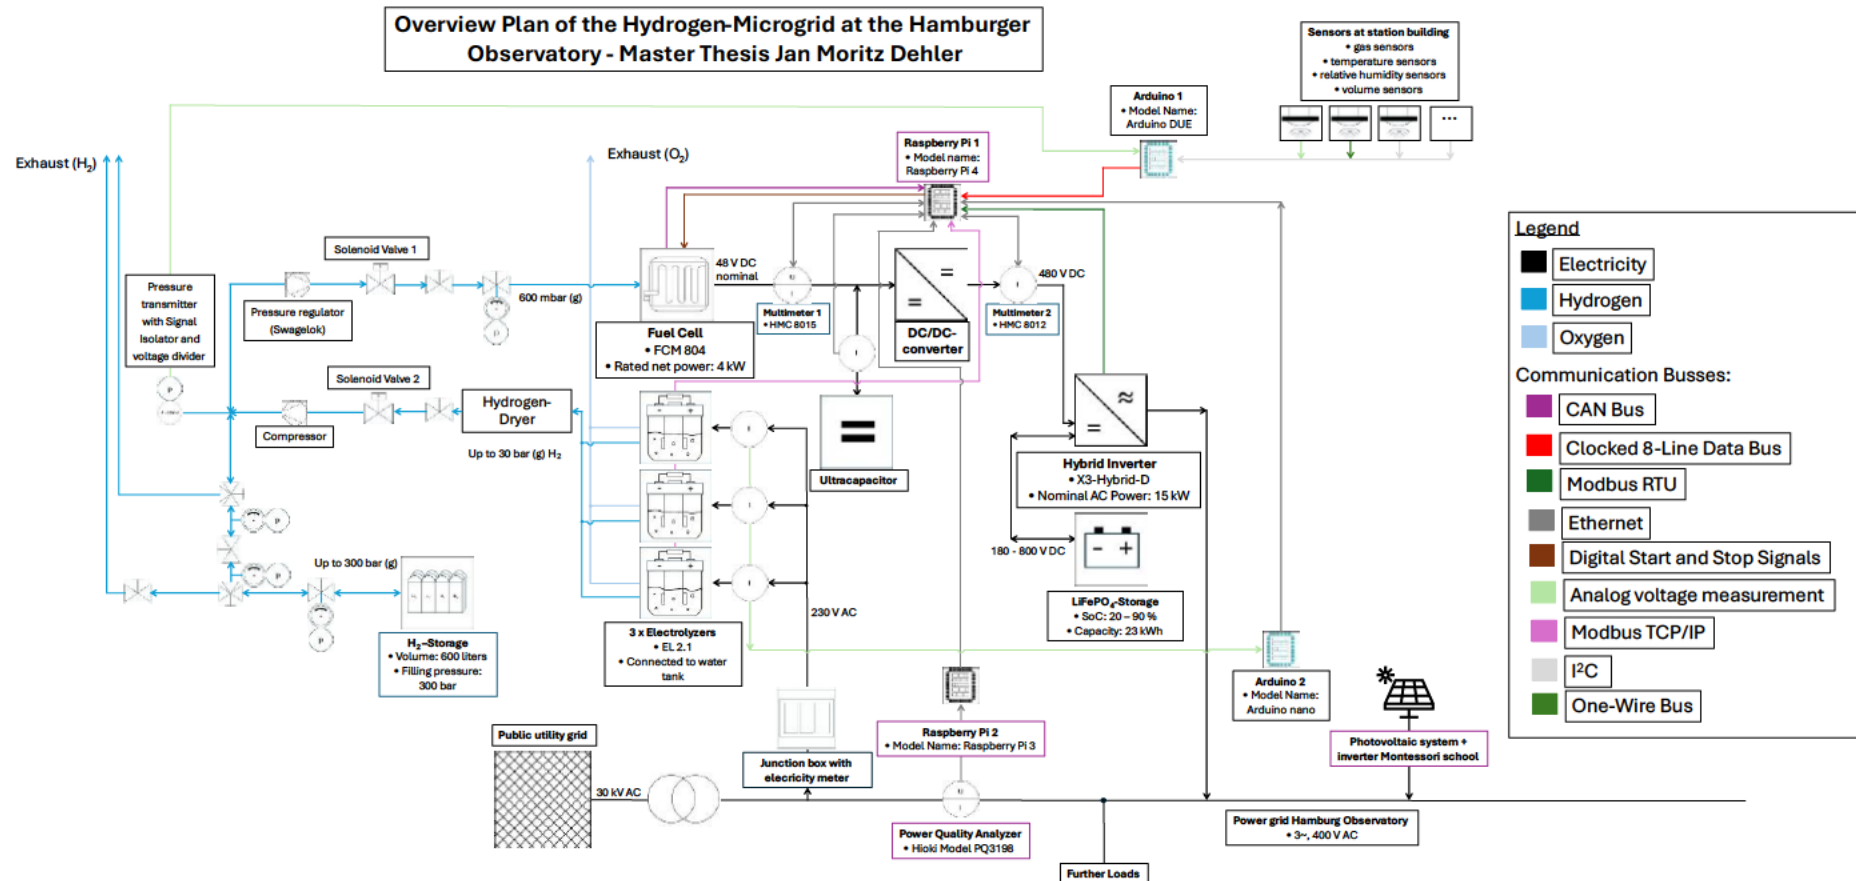 Overview Plan of the Hydrogen-Microgrid at the Hamburger
Observatory - Master Thesis Jan Moritz Dehler
Sensors at station building
• gas sensors
• temperature sensors
• relative humidity sensors
• volume sensors
...
Arduino 1
• Model Name:
Arduino DUE
Raspberry Pi 1
• Model name:
Raspberry Pi 4
Exhaust (H₂)
Exhaust (O₂)
Solenoid Valve 1
Pressure
transmitter
with Signal
Isolator and
voltage divider
Pressure regulator
(Swagelok)
600 mbar (g)
48 V DC
nominal
480 V DC
Multimeter 1
• HMC 8015
Multimeter 2
• HMC 8012
Fuel Cell
• FCM 804
• Rated net power: 4 kW
DC/DC-
converter
Solenoid Valve 2
Compressor
Hydrogen-
Dryer
Up to 30 bar (g) H₂
Ultracapacitor
Hybrid Inverter
• X3-Hybrid-D
• Nominal AC Power: 15 kW
180 - 800 V DC
LiFePO₄-Storage
• SoC: 20 – 90 %
• Capacity: 23 kWh
Up to 300 bar (g)
H₂–Storage
• Volume: 600 liters
• Filling pressure:
300 bar
3 x Electrolyzers
• EL 2.1
• Connected to water
tank
230 V AC
Arduino 2
• Model Name:
Arduino nano
Public utility grid
30 kV AC
Junction box with
elecricity meter
Raspberry Pi 2
• Model Name: Raspberry Pi 3
Power Quality Analyzer
• Hioki Model PQ3198
Photovoltaic system +
inverter Montessori school
Power grid Hamburg Observatory
• 3~, 400 V AC
Further Loads
Legend
Electricity
Hydrogen
Oxygen
Communication Busses:
CAN Bus
Clocked 8-Line Data Bus
Modbus RTU
Ethernet
Digital Start and Stop Signals
Analog voltage measurement
Modbus TCP/IP
I²C
One-Wire Bus